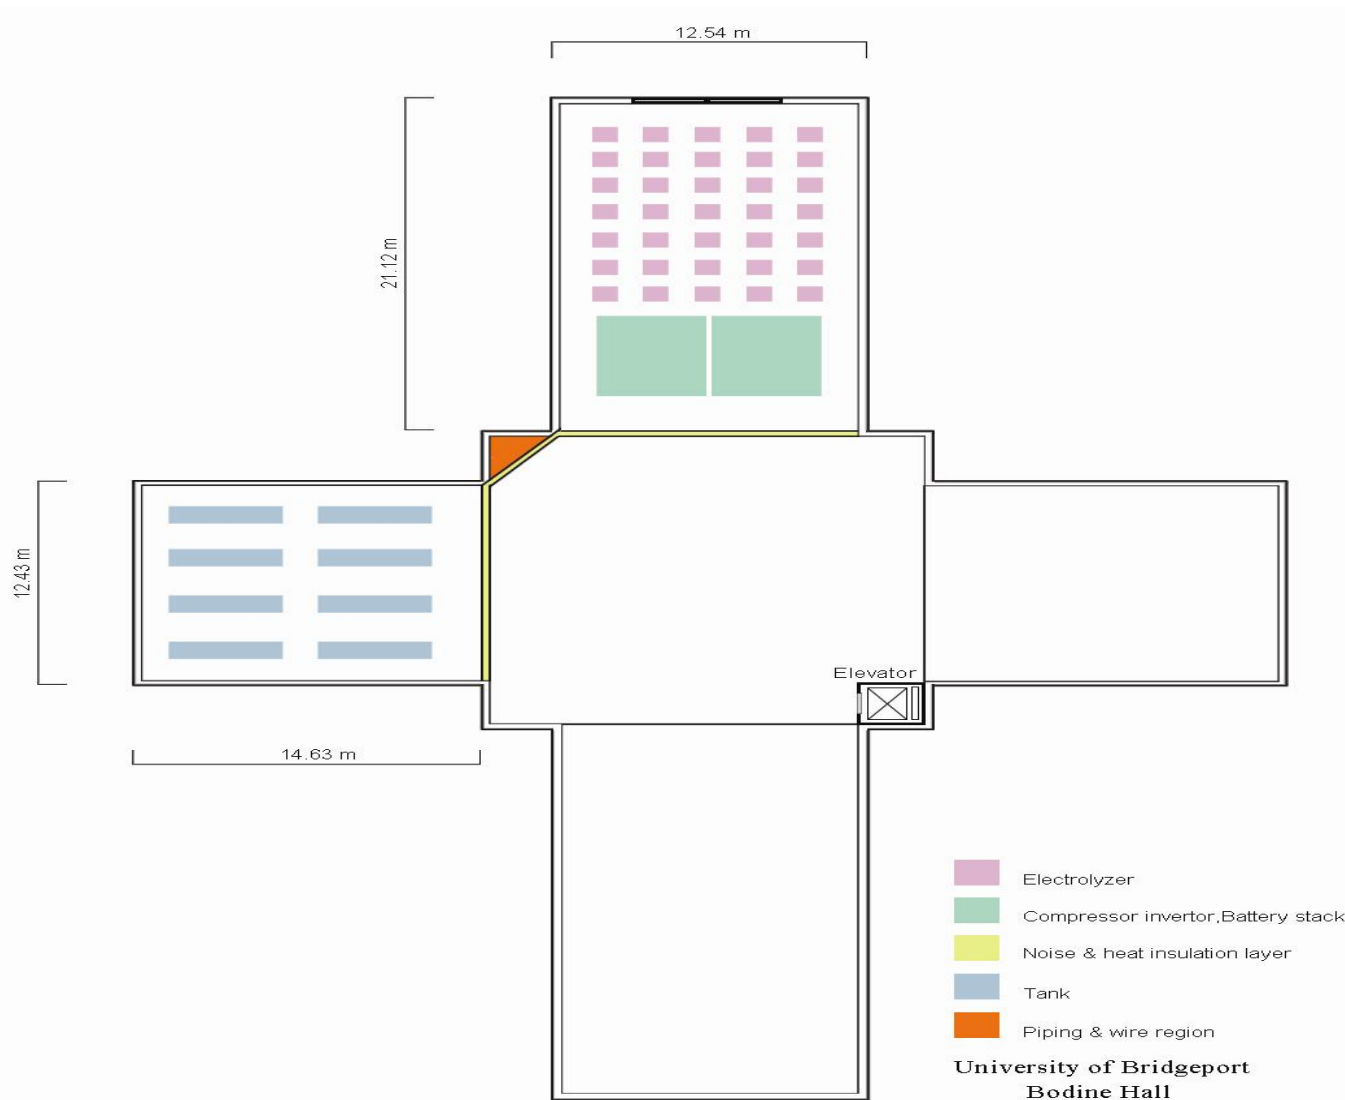 12.54 m
21.12 m
12.43 m
Elevator
14.63 m
Electrolyzer
Compressor invertor,Battery stack
Noise & heat insulation layer
Tank
Piping & wire region
University of Bridgeport
Bodine Hall